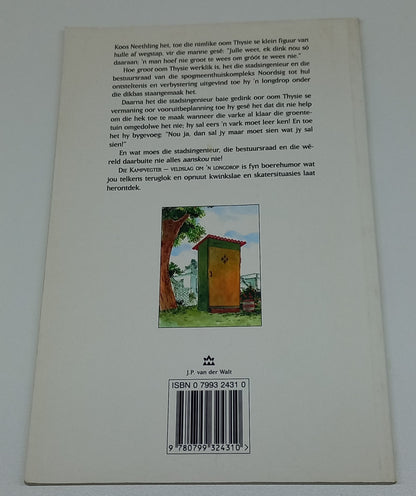 Koos Neethling het, toe die nimlike oom Thysie se klein figuur van
hulle af wegstap, vir die manne gesê: "Julle weet, ek dink nou só
daaraan: 'n man hoef nie groot te wees om gróót te wees nie."
Hoe groot oom Thysie werklik is, het die stadsingenieur en die
bestuursraad van die spogmeenthuiskompleks Noordsig tot hul
ontsteltenis en verbystering uitgevind toe hy 'n longdrop onder
die dikbas staangemaak het.
Daarna het die stadsingenieur baie gedink oor oom Thysie se
vermaning oor vooruitbeplanning toe hy gesê het dat dit nie help
om die hek toe te maak wanneer die varke al klaar die groente-
tuin omgedolwe het nie; hy sal eers 'n vark moet leer ken! En toe
het hy bygevoeg: "Nou ja, dan sal jy maar moet sien wat jy sal
sien!"
En wat moes die stadsingenieur, die bestuursraad en die wê-
reld daarbuite nie alles aanskou nie!
DIE KAMPVEGTER – VELDSLAG OM 'N LONGDROP is fyn boerehumor wat
jou telkens teruglok en opnuut kwinkslae en skatersituasies laat
herontdek.
J.P. van der Walt
ISBN 0 7993 2431 0
9 780799 324310 >